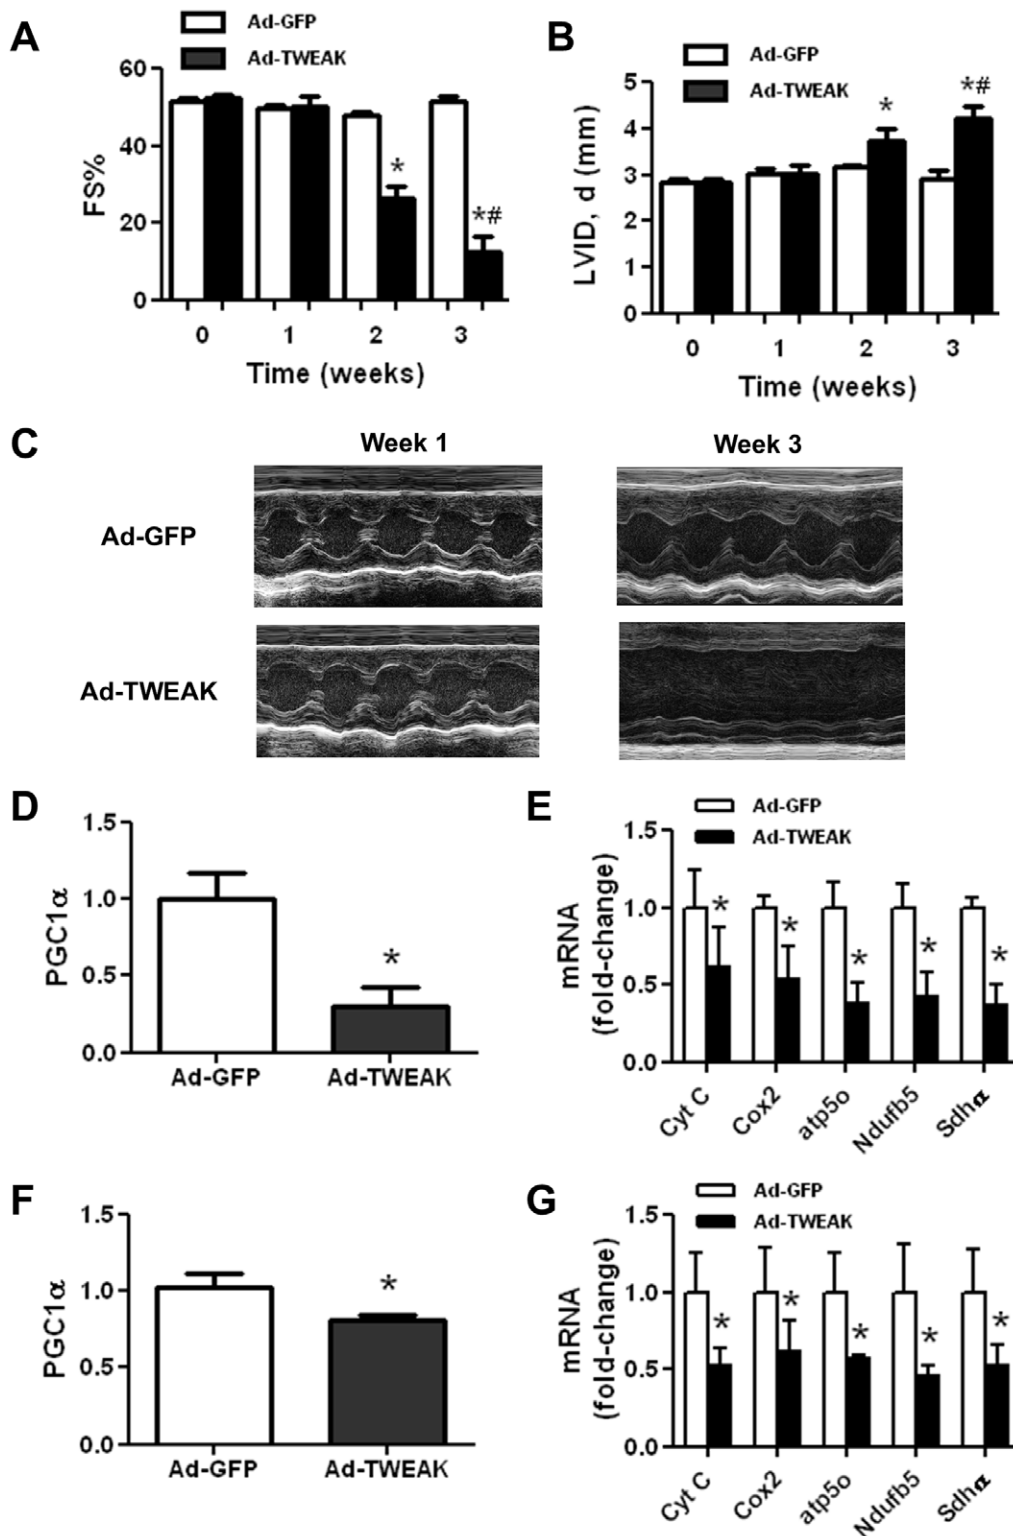 A
Ad-GFP
Ad-TWEAK
60
40
20
0
FS%
*
*#
0 1 2 3
Time (weeks)
B
Ad-GFP
Ad-TWEAK
5
4
3
2
1
0
LVID, d (mm)
*
*#
0 1 2 3
Time (weeks)
C
Week 1
Week 3
Ad-GFP
Ad-TWEAK
D
1.5
1.0
0.5
0.0
PGC1α
*
Ad-GFP
Ad-TWEAK
E
Ad-GFP
Ad-TWEAK
1.5
1.0
0.5
0.0
mRNA
(fold-change)
* * * * *
Cyt C
Cox2
atp5o
Ndufb5
Sdhα
F
1.5
1.0
0.5
0.0
PGC1α
*
Ad-GFP
Ad-TWEAK
G
Ad-GFP
Ad-TWEAK
1.5
1.0
0.5
0.0
mRNA
(fold-change)
* * * * *
Cyt C
Cox2
atp5o
Ndufb5
Sdhα